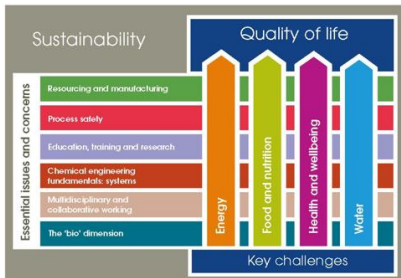 Sustainability
Quality of life
Essential issues and concerns
Resourcing and manufacturing
Process safety
Education, training and research
Chemical engineering
fundamentals: systems
Multidisciplinary and
collaborative working
The 'bio' dimension
Energy
Food and nutrition
Health and wellbeing
Water
Key challenges